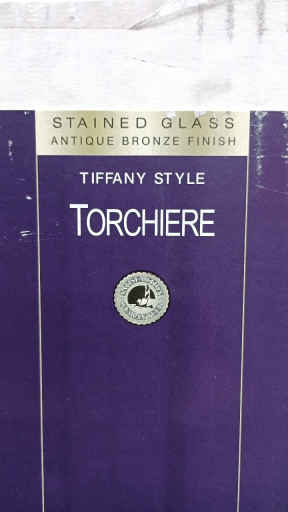 STAINED GLASS
ANTIQUE BRONZE FINISH
TIFFANY STYLE
TORCHIERE